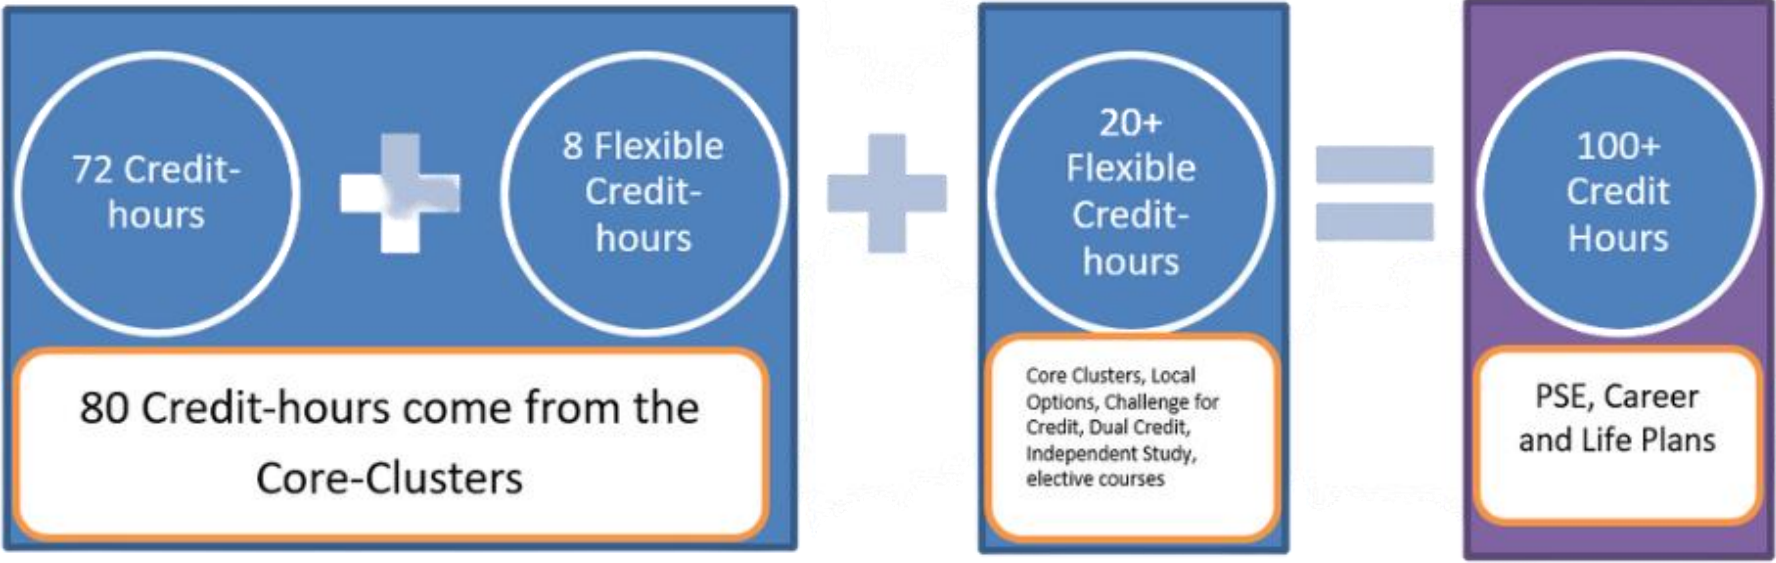 72 Credit-
hours
8 Flexible
Credit-
hours
80 Credit-hours come from the
Core-Clusters
20+
Flexible
Credit-
hours
Core Clusters, Local
Options, Challenge for
Credit, Dual Credit,
Independent Study,
elective courses
100+
Credit
Hours
PSE, Career
and Life Plans